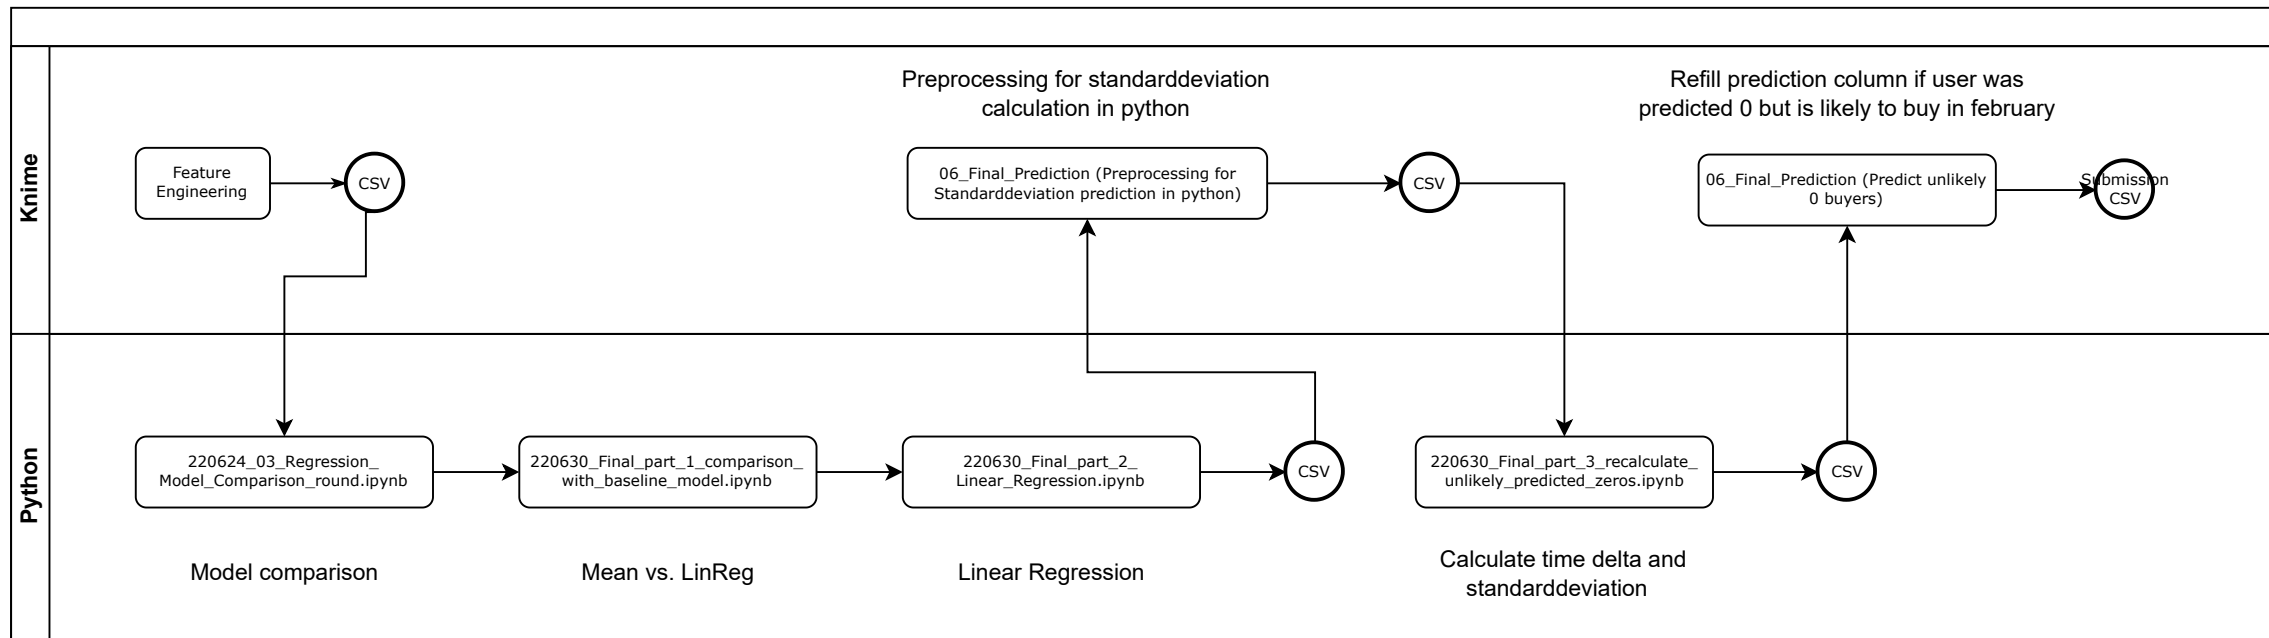 Knime
Preprocessing for standarddeviation
calculation in python
Refill prediction column if user was
predicted 0 but is likely to buy in february
Feature
Engineering
CSV
06_Final_Prediction (Preprocessing for
Standarddeviation prediction in python)
CSV
06_Final_Prediction (Predict unlikely
0 buyers)
Submission
CSV
Python
220624_03_Regression_
Model_Comparison_round.ipynb
220630_Final_part_1_comparison_
with_baseline_model.ipynb
220630_Final_part_2_
Linear_Regression.ipynb
CSV
220630_Final_part_3_recalculate_
unlikely_predicted_zeros.ipynb
CSV
Model comparison
Mean vs. LinReg
Linear Regression
Calculate time delta and
standarddeviation